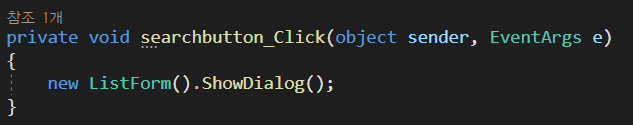 참조 1개
private void searchbutton_Click(object sender, EventArgs e)
{
    new ListForm().ShowDialog();
}